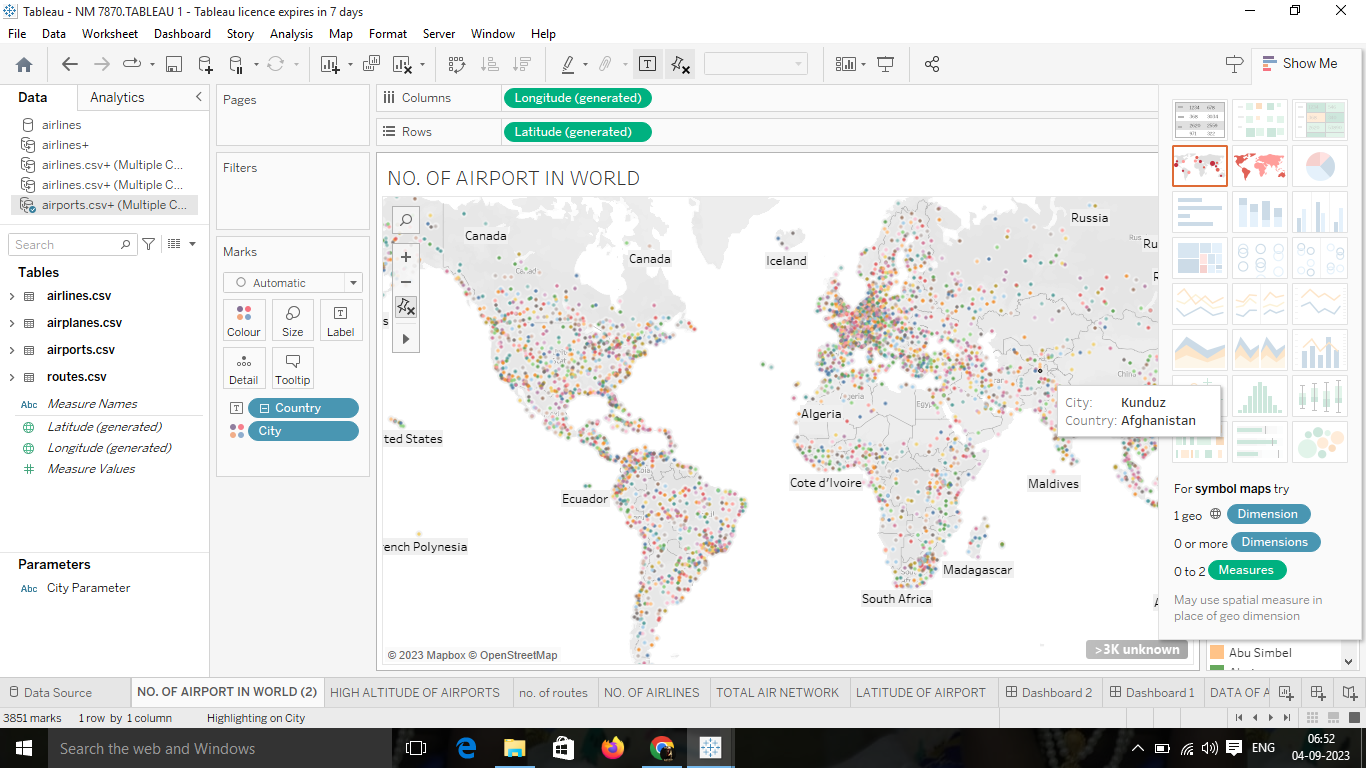 Tableau - NM 7870.TABLEAU 1 - Tableau licence expires in 7 days
File Data Worksheet Dashboard Story Analysis Map Format Server Window Help
Show Me
Data Analytics
airlines
airlines+
airlines.csv+ (Multiple C...
airlines.csv+ (Multiple C...
airports.csv+ (Multiple C...
Search
Tables
airlines.csv
airplanes.csv
airports.csv
routes.csv
Abc Measure Names
Latitude (generated)
Longitude (generated)
Measure Values
Parameters
Abc City Parameter
Pages
Filters
Marks
Automatic
Colour Size Label
Detail Tooltip
Country
City
Columns Longitude (generated)
Rows Latitude (generated)
NO. OF AIRPORT IN WORLD
Canada
Canada
Iceland
Russia
Rus
Ru
Algeria
China
ted States
Ecuador
Cote d'Ivoire
Maldives
ench Polynesia
Madagascar
South Africa
City: Kunduz
Country: Afghanistan
© 2023 Mapbox © OpenStreetMap
>3K unknown
For symbol maps try
1 geo Dimension
0 or more Dimensions
0 to 2 Measures
May use spatial measure in
place of geo dimension
Abu Simbel
Data Source NO. OF AIRPORT IN WORLD (2) HIGH ALTITUDE OF AIRPORTS no. of routes NO. OF AIRLINES TOTAL AIR NETWORK LATITUDE OF AIRPORT Dashboard 2 Dashboard 1 DATA OF A
3851 marks 1 row by 1 column Highlighting on City
Search the web and Windows
ENG
06:52
04-09-2023